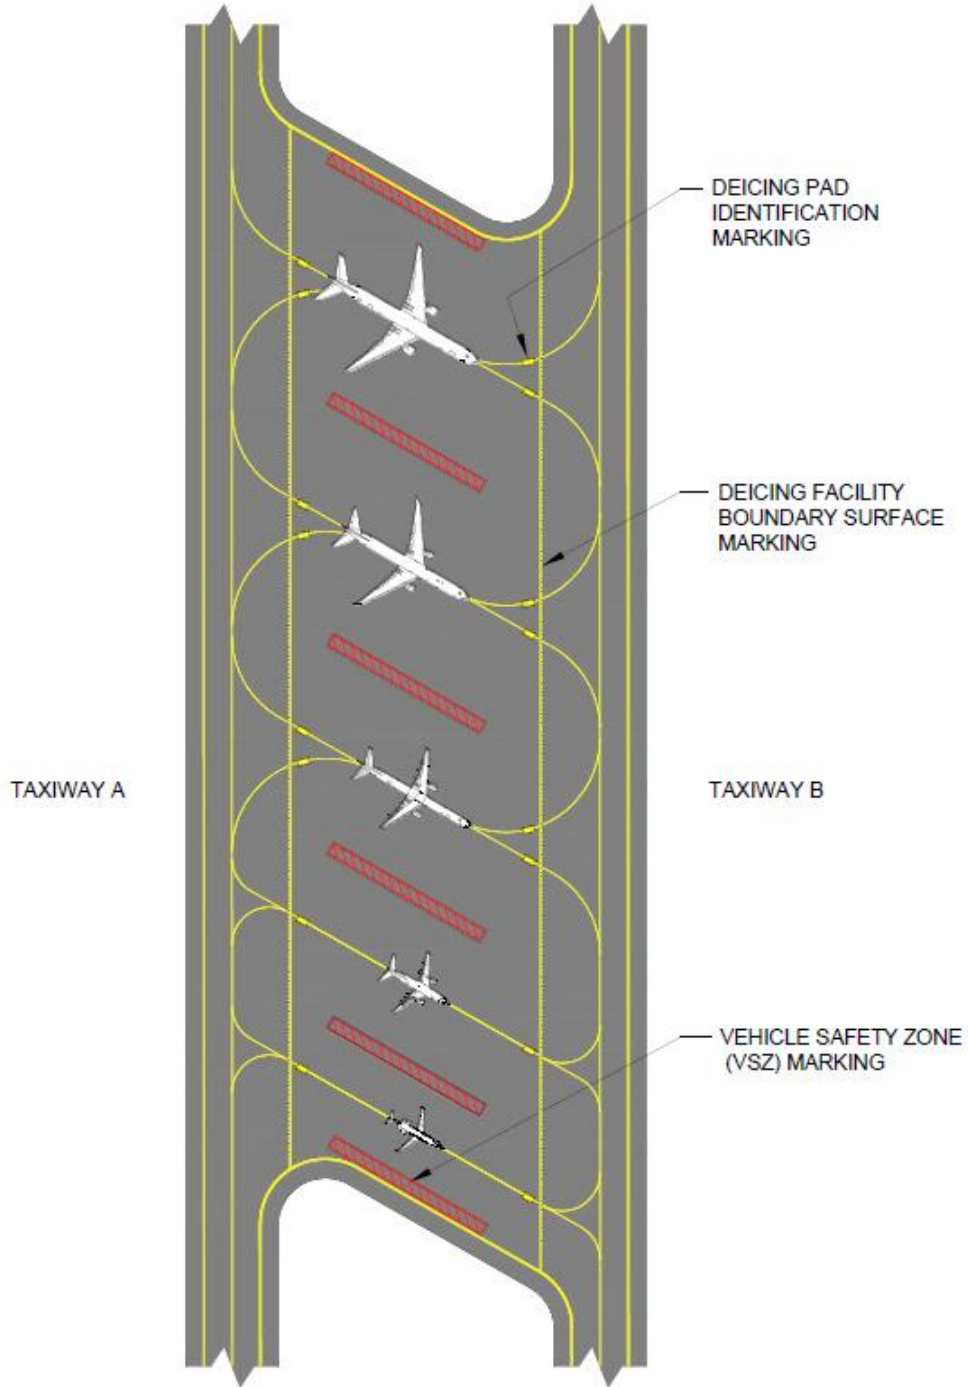 DEICING PAD
IDENTIFICATION
MARKING
DEICING FACILITY
BOUNDARY SURFACE
MARKING
TAXIWAY A
TAXIWAY B
VEHICLE SAFETY ZONE
(VSZ) MARKING